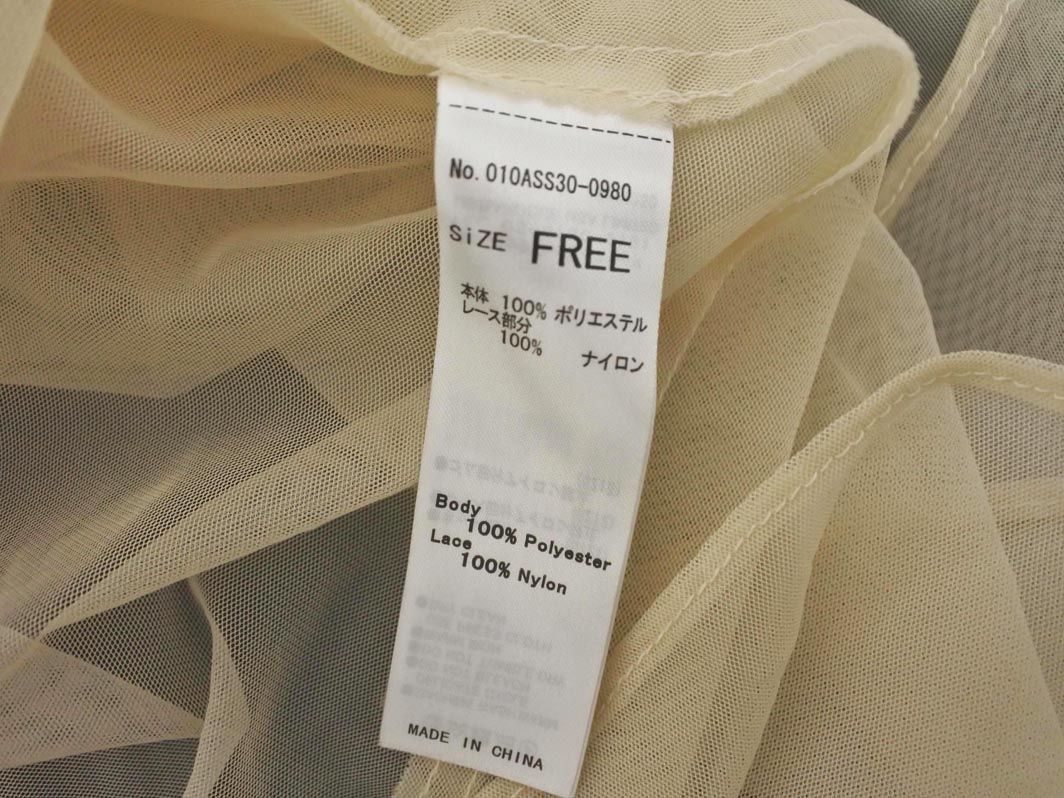 No. 010ASS30-0980
SiZE FREE
本体 100% ポリエステル
レース部分
100% ナイロン
Body
100% Polyester
Lace
100% Nylon
MADE IN CHINA